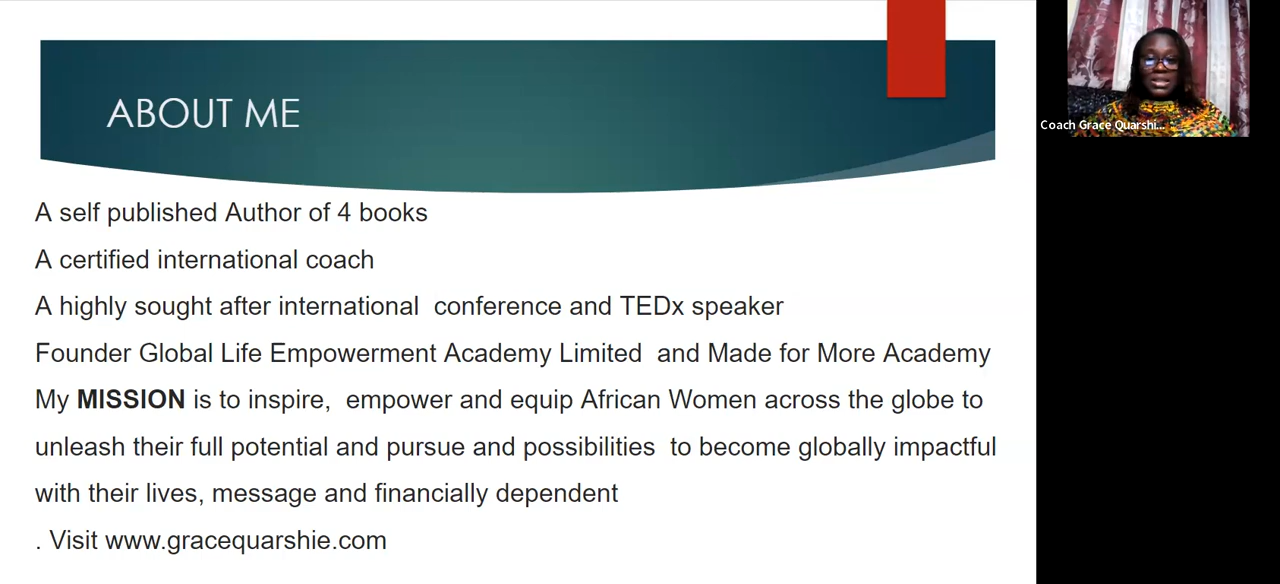 ABOUT ME
A self published Author of 4 books
A certified international coach
A highly sought after international  conference and TEDx speaker
Founder Global Life Empowerment Academy Limited  and Made for More Academy
My MISSION is to inspire,  empower and equip African Women across the globe to
unleash their full potential and pursue and possibilities  to become globally impactful
with their lives, message and financially dependent
. Visit www.gracequarshie.com
Coach Grace Quarshi...